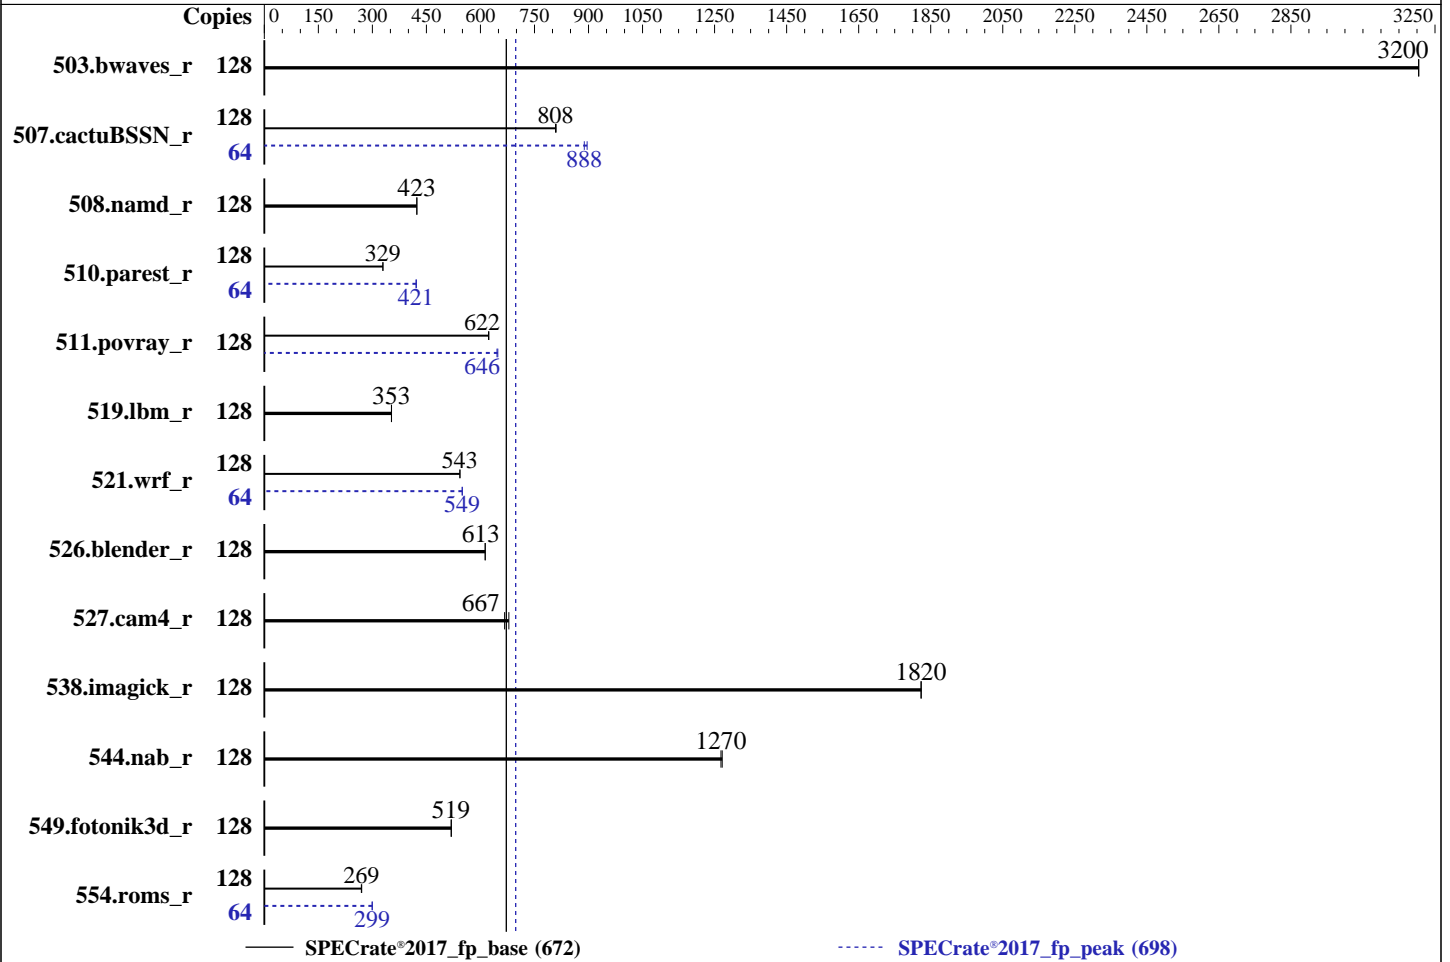 Copies 0 150 300 450 600 750 900 1050 1250 1450 1650 1850 2050 2250 2450 2650 2850 3250
503.bwaves_r 128 3200
507.cactuBSSN_r 128 808
64 888
508.namd_r 128 423
510.parest_r 128 329
64 421
511.povray_r 128 622
646
519.lbm_r 128 353
521.wrf_r 128 543
64 549
526.blender_r 128 613
527.cam4_r 128 667
538.imagick_r 128 1820
544.nab_r 128 1270
549.fotonik3d_r 128 519
554.roms_r 128 269
64 299
SPECrate®2017_fp_base (672) SPECrate®2017_fp_peak (698)